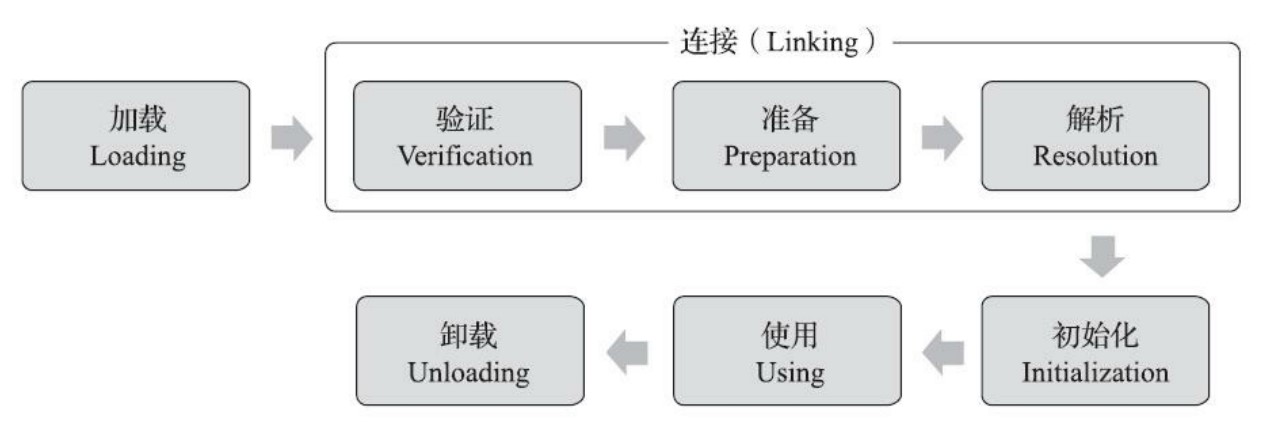 连接（Linking）
加载
Loading
验证
Verification
准备
Preparation
解析
Resolution
初始化
Initialization
使用
Using
卸载
Unloading